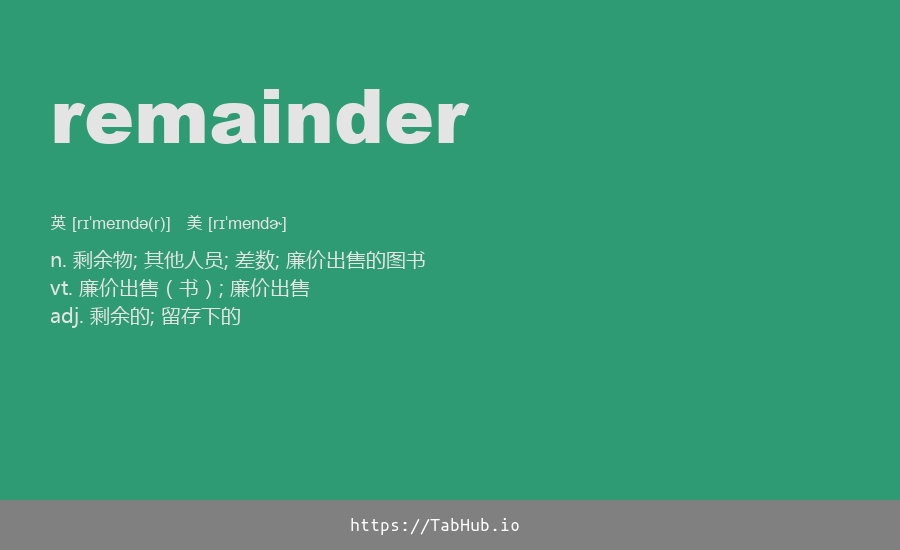 remainder
英 [rɪˈmeɪndə(r)] 美 [rɪˈmendɚ]
n. 剩余物; 其他人员; 差数; 廉价出售的图书
vt. 廉价出售（书）; 廉价出售
adj. 剩余的; 留存下的
https://TabHub.io